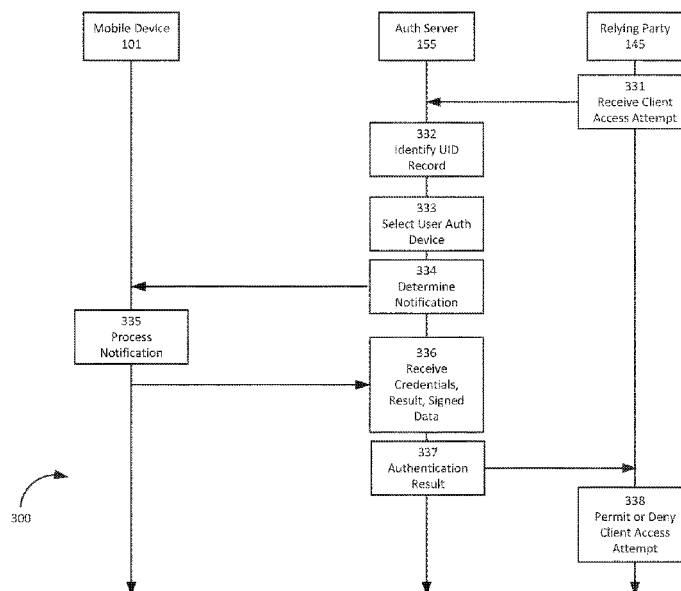 Mobile Device
101
Auth Server
155
Relying Party
145
331
Receive Client
Access Attempt
332
Identify UID
Record
333
Select User Auth
Device
334
Determine
Notification
335
Process
Notification
336
Receive
Credentials,
Result, Signed
Data
337
Authentication
Result
300
338
Permit or Deny
Client Access
Attempt